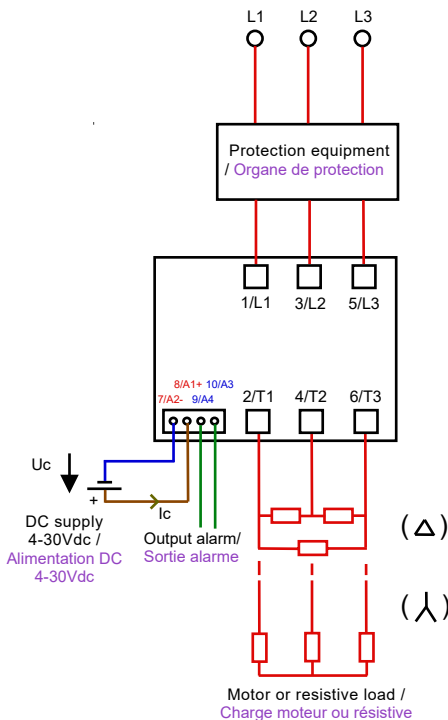 L1 L2 L3
Protection equipment
/ Organe de protection
1/L1 3/L2 5/L3
8/A1+ 10/A3
7/A2- 9/A4
2/T1 4/T2 6/T3
Uc
+
Ic
DC supply
4-30Vdc /
Alimentation DC
4-30Vdc
Output alarm/
Sortie alarme
(△)
(⅄)
Motor or resistive load /
Charge moteur ou résistive